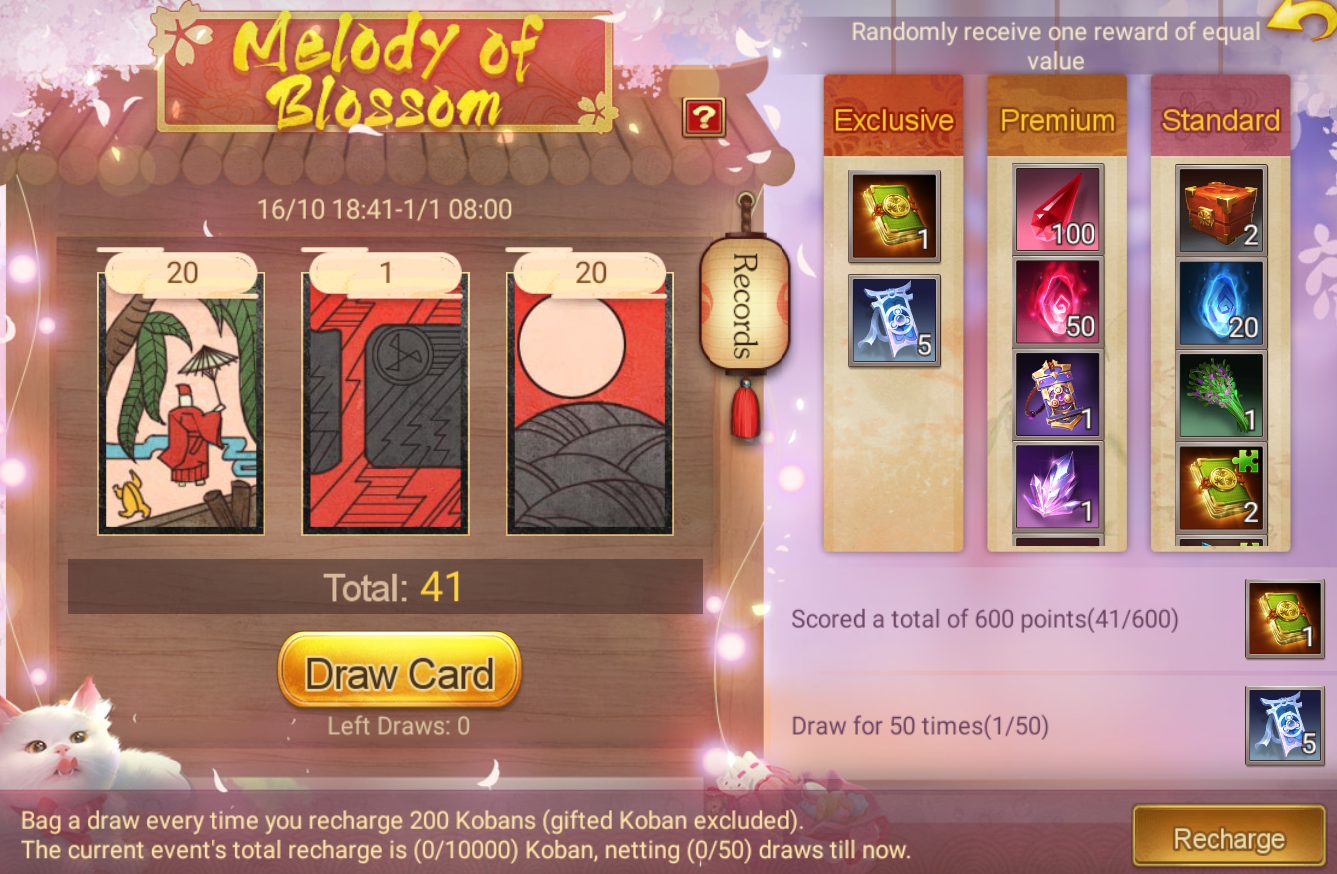 Melody of
Blossom
?
16/10 18:41-1/1 08:00
20
1
20
Records
Total: 41
Draw Card
Left Draws: 0
Randomly receive one reward of equal
value
Exclusive
1
5
Premium
100
50
1
1
Standard
2
20
1
2
Scored a total of 600 points(41/600)
1
Draw for 50 times(1/50)
5
Bag a draw every time you recharge 200 Kobans (gifted Koban excluded).
The current event's total recharge is (0/10000) Koban, netting (0/50) draws till now.
Recharge